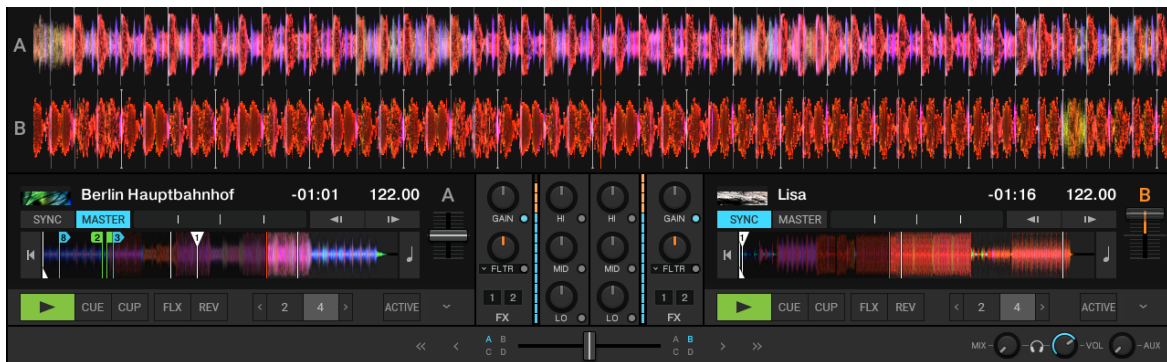 A
B
Berlin Hauptbahnhof -01:01 122.00 A
SYNC MASTER
8 2 3 1
CUE CUP FLX REV < 2 4 > ACTIVE
GAIN HI HI GAIN
FLTR MID MID FLTR
1 2 1 2
FX LO LO FX
Lisa -01:16 122.00 B
SYNC MASTER
1
CUE CUP FLX REV < 2 4 > ACTIVE
A B A B
C D C D
MIX VOL AUX